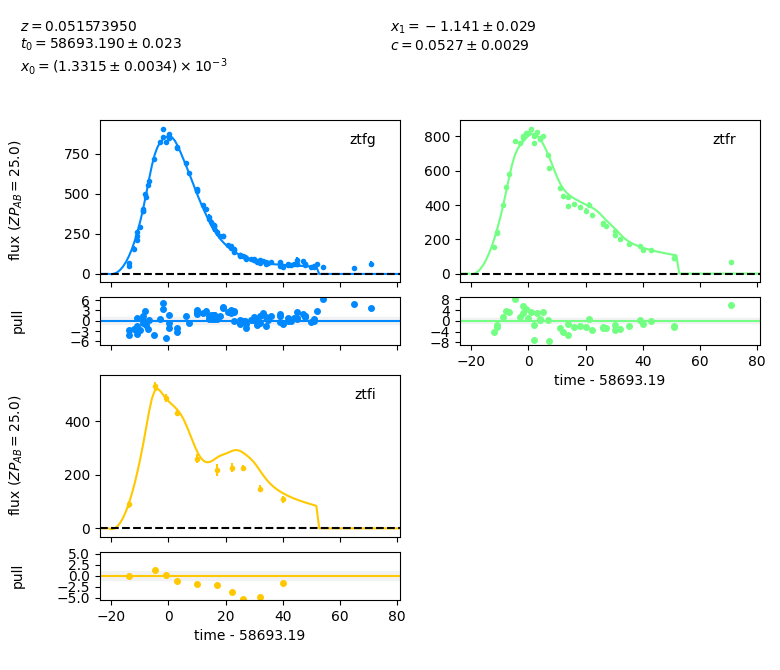 z = 0.051573950
t₀ = 58693.190 ± 0.023
x₀ = (1.3315 ± 0.0034) × 10⁻³
x₁ = −1.141 ± 0.029
c = 0.0527 ± 0.0029
ztfg
flux (ZP_AB = 25.0)
750
500
250
0
pull
6
3
0
−3
−6
ztfr
800
600
400
200
0
8
4
0
−4
−8
−20 0 20 40 60 80
time - 58693.19
ztfi
flux (ZP_AB = 25.0)
400
200
0
pull
5.0
2.5
0.0
−2.5
−5.0
−20 0 20 40 60 80
time - 58693.19